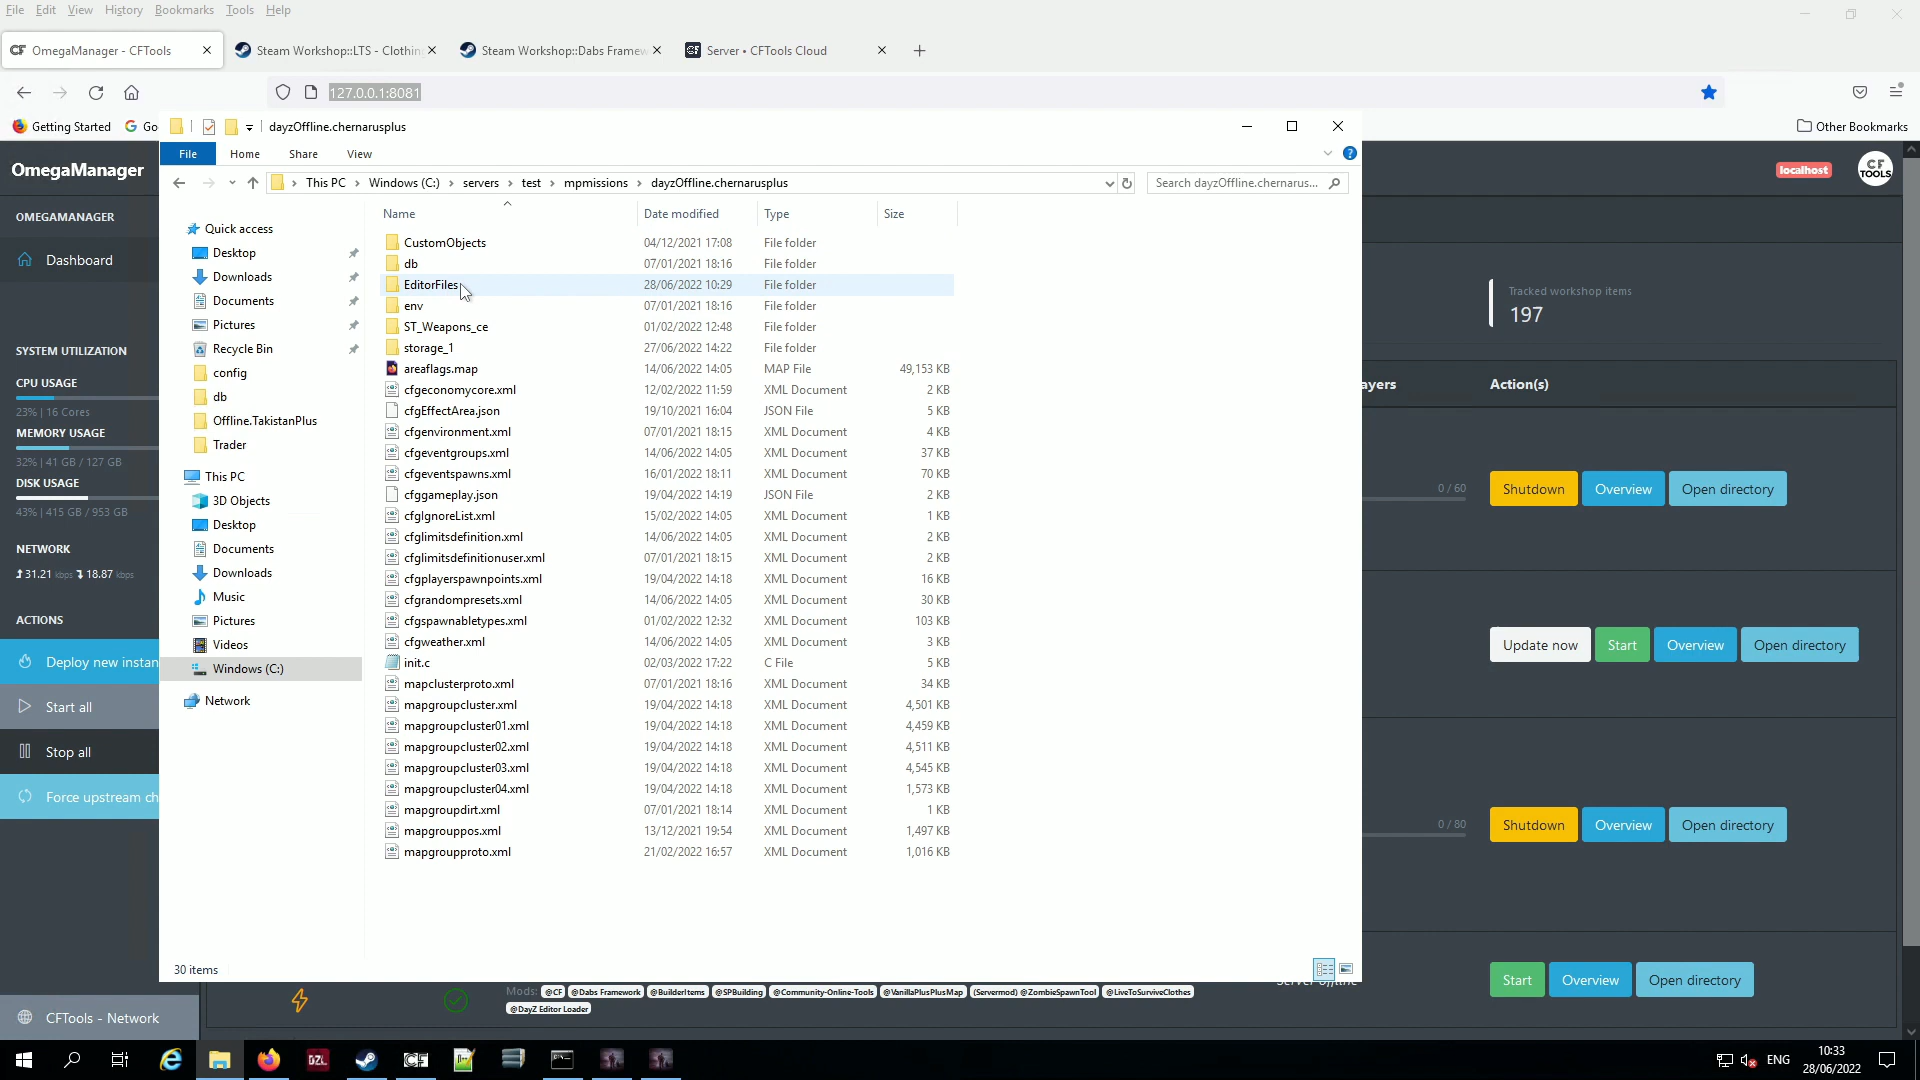 File Edit View History Bookmarks Tools Help
OmegaManager - CFTools
Steam Workshop::LTS - Clothing
Steam Workshop::Dabs Framew
Server • CFTools Cloud
127.0.0.1:8081
Getting Started
Go
dayzOffline.chernarusplus
Other Bookmarks
File Home Share View
OmegaManager
localhost
CF TOOLS
This PC > Windows (C:) > servers > test > mpmissions > dayzOffline.chernarusplus
Search dayzOffline.chernarus...
Name Date modified Type Size
OMEGAMANAGER
Dashboard
SYSTEM UTILIZATION
CPU USAGE
23% | 16 Cores
MEMORY USAGE
32% | 41 GB / 127 GB
DISK USAGE
43% | 415 GB / 953 GB
NETWORK
31.21 kbps 18.87 kbps
ACTIONS
Deploy new instan
Start all
Stop all
Force upstream ch
CFTools - Network
Quick access
Desktop
Downloads
Documents
Pictures
Recycle Bin
config
db
Offline.TakistanPlus
Trader
This PC
3D Objects
Desktop
Documents
Downloads
Music
Pictures
Videos
Windows (C:)
Network
CustomObjects 04/12/2021 17:08 File folder
db 07/01/2021 18:16 File folder
EditorFiles 28/06/2022 10:29 File folder
env 07/01/2021 18:16 File folder
ST_Weapons_ce 01/02/2022 12:48 File folder
storage_1 27/06/2022 14:22 File folder
areaflags.map 14/06/2022 14:05 MAP File 49,153 KB
cfgeconomycore.xml 12/02/2022 11:59 XML Document 2 KB
cfgEffectArea.json 19/10/2021 16:04 JSON File 5 KB
cfgenvironment.xml 07/01/2021 18:15 XML Document 4 KB
cfgeventgroups.xml 14/06/2022 14:05 XML Document 37 KB
cfgeventspawns.xml 16/01/2022 18:11 XML Document 70 KB
cfggameplay.json 19/04/2022 14:19 JSON File 2 KB
cfgIgnoreList.xml 15/02/2022 14:05 XML Document 1 KB
cfglimitsdefinition.xml 14/06/2022 14:05 XML Document 2 KB
cfglimitsdefinitionuser.xml 07/01/2021 18:15 XML Document 2 KB
cfgplayerspawnpoints.xml 19/04/2022 14:18 XML Document 16 KB
cfgrandompresets.xml 14/06/2022 14:05 XML Document 30 KB
cfgspawnabletypes.xml 01/02/2022 12:32 XML Document 103 KB
cfgweather.xml 14/06/2022 14:05 XML Document 3 KB
init.c 02/03/2022 17:22 C File 5 KB
mapclusterproto.xml 07/01/2021 18:16 XML Document 34 KB
mapgroupcluster.xml 19/04/2022 14:18 XML Document 4,501 KB
mapgroupcluster01.xml 19/04/2022 14:18 XML Document 4,459 KB
mapgroupcluster02.xml 19/04/2022 14:18 XML Document 4,511 KB
mapgroupcluster03.xml 19/04/2022 14:18 XML Document 4,545 KB
mapgroupcluster04.xml 19/04/2022 14:18 XML Document 1,573 KB
mapgroupdirt.xml 07/01/2021 18:14 XML Document 1 KB
mapgrouppos.xml 13/12/2021 19:54 XML Document 1,497 KB
mapgroupproto.xml 21/02/2022 16:57 XML Document 1,016 KB
30 items
Tracked workshop items
197
ayers Action(s)
0 / 60 Shutdown Overview Open directory
Update now Start Overview Open directory
0 / 80 Shutdown Overview Open directory
Server offline Start Overview Open directory
Mods: @CF @Dabs Framework @BuilderItems @SPBuilding @Community-Online-Tools @VanillaPlusPlusMap (Servermod) @ZombieSpawnTool @LiveToSurviveClothes
@DayZ Editor Loader
DZL
CF
ENG
10:33
28/06/2022